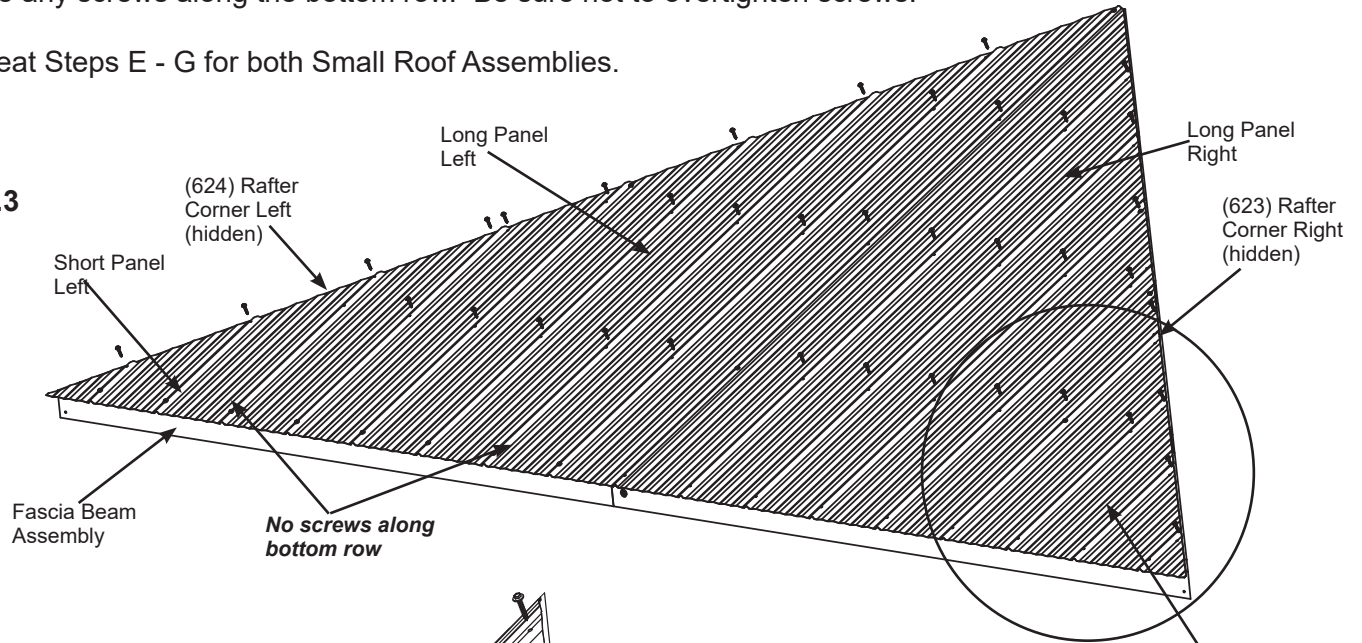 any screws along the bottom row. Be sure not to overtighten screws.
eat Steps E - G for both Small Roof Assemblies.
Long Panel
Left
Long Panel
Right
.3
(624) Rafter
Corner Left
(hidden)
(623) Rafter
Corner Right
(hidden)
Short Panel
Left
Fascia Beam
Assembly
No screws along
bottom row